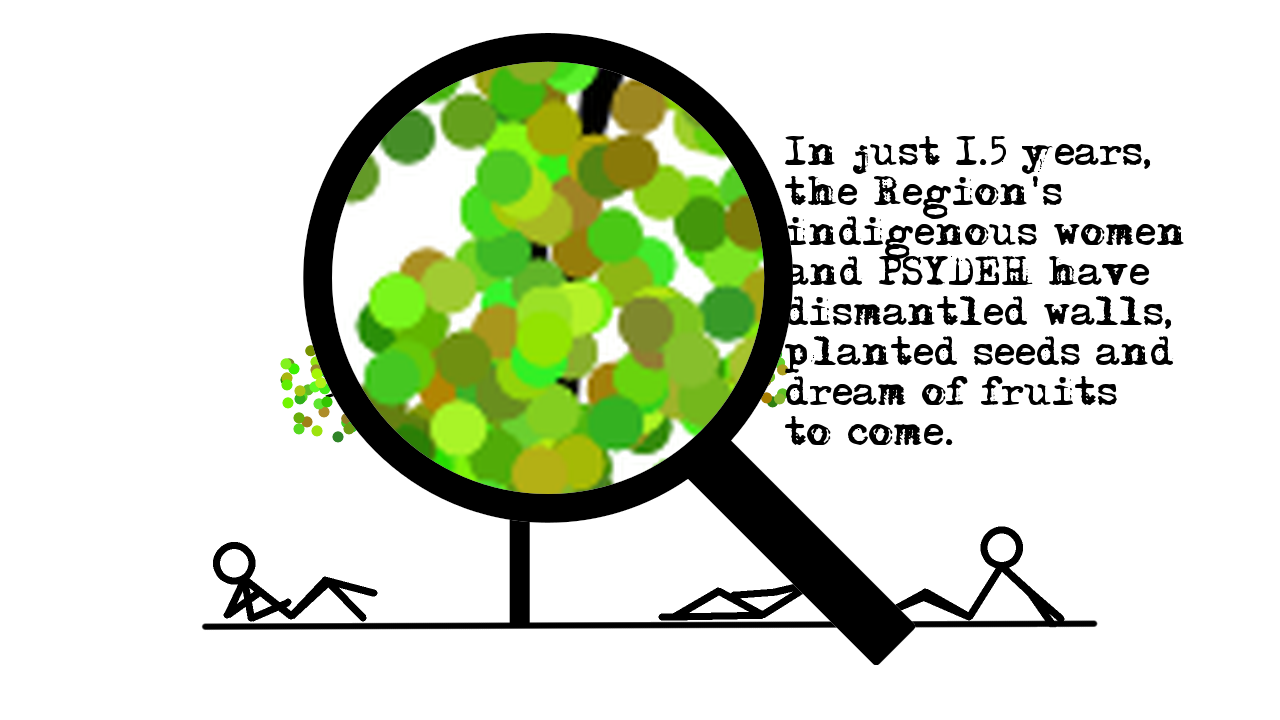 In just 1.5 years,
the Region's
indigenous women
and PSYDEH have
dismantled walls,
planted seeds and
dream of fruits
to come.